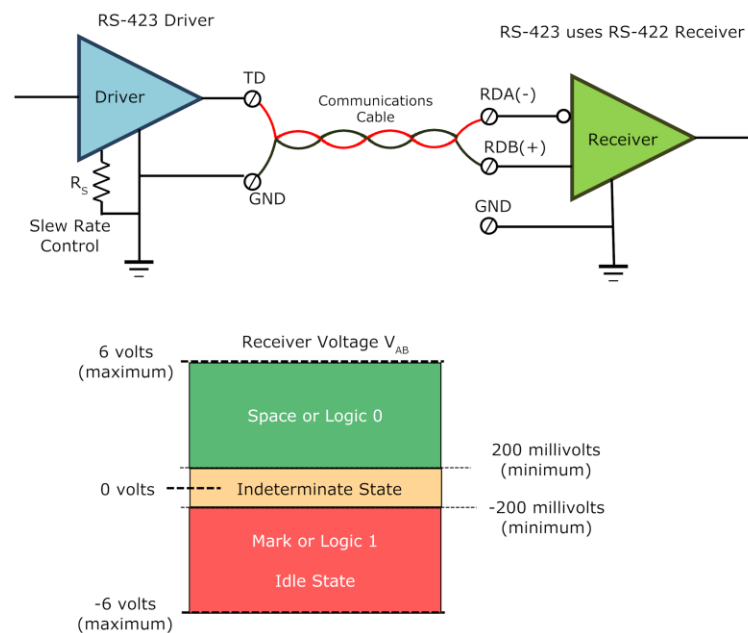 RS-423 Driver
RS-423 uses RS-422 Receiver
TD
Driver
Communications
Cable
RDA(-)
Receiver
RDB(+)
RS
GND
GND
Slew Rate
Control
6 volts
(maximum)
Receiver Voltage VAB
Space or Logic 0
200 millivolts
(minimum)
0 volts
Indeterminate State
-200 millivolts
(minimum)
Mark or Logic 1
Idle State
-6 volts
(maximum)